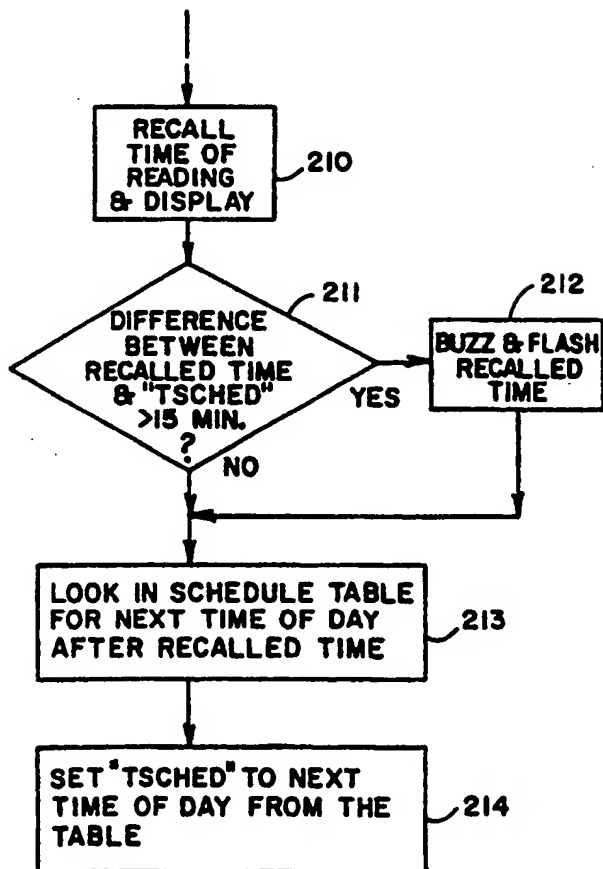 RECALL
TIME OF
READING
& DISPLAY
210
DIFFERENCE
BETWEEN
RECALLED TIME
& "TSCHED"
>15 MIN.
?
211
YES
NO
212
BUZZ & FLASH
RECALLED
TIME
LOOK IN SCHEDULE TABLE
FOR NEXT TIME OF DAY
AFTER RECALLED TIME
213
SET "TSCHED" TO NEXT
TIME OF DAY FROM THE
TABLE
214